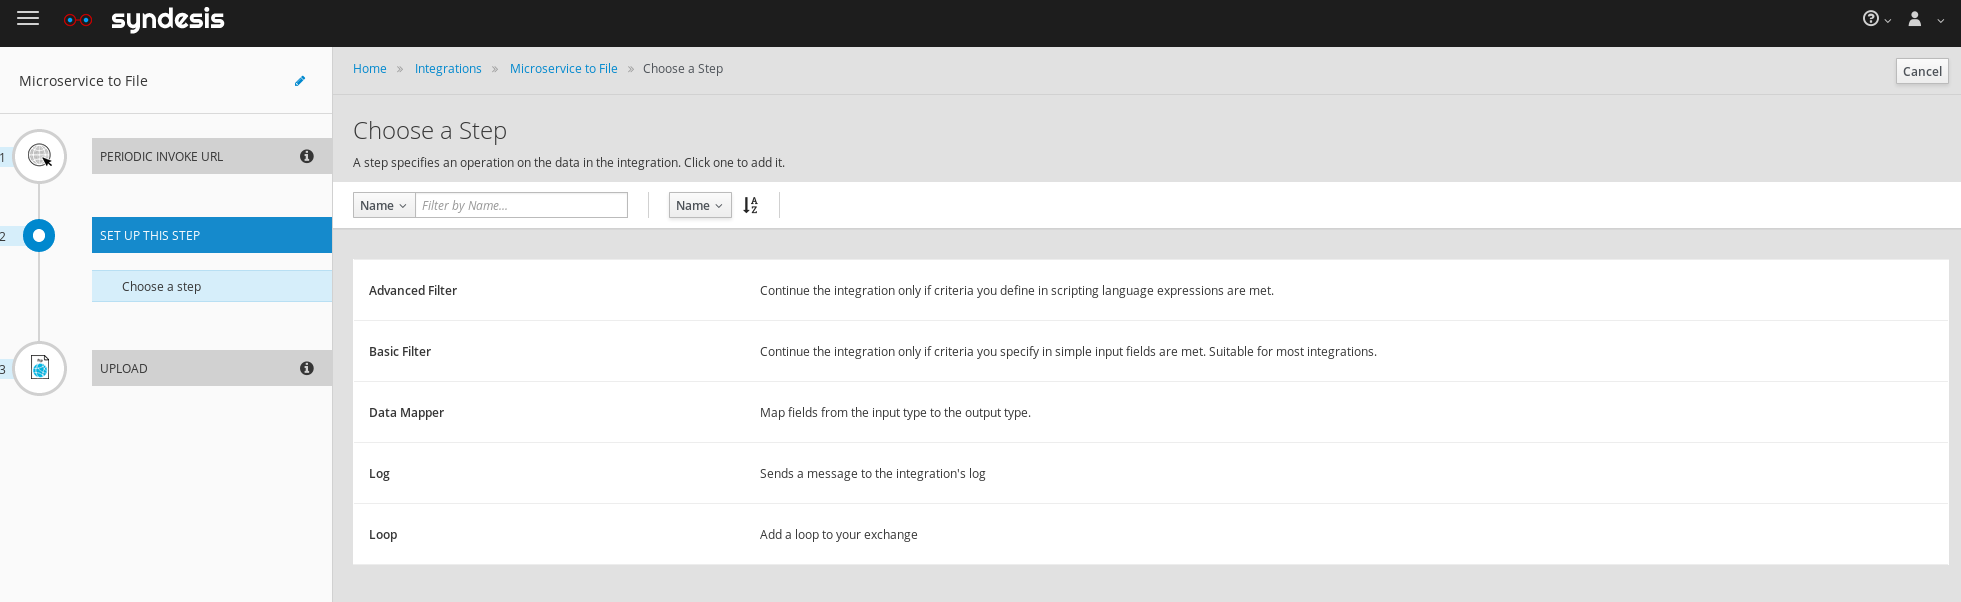 syndesis
Microservice to File
Home » Integrations » Microservice to File » Choose a Step
Cancel
Choose a Step
A step specifies an operation on the data in the integration. Click one to add it.
1 PERIODIC INVOKE URL
2 SET UP THIS STEP
Choose a step
3 UPLOAD
Name Filter by Name... Name A Z
Advanced Filter Continue the integration only if criteria you define in scripting language expressions are met.
Basic Filter Continue the integration only if criteria you specify in simple input fields are met. Suitable for most integrations.
Data Mapper Map fields from the input type to the output type.
Log Sends a message to the integration's log
Loop Add a loop to your exchange